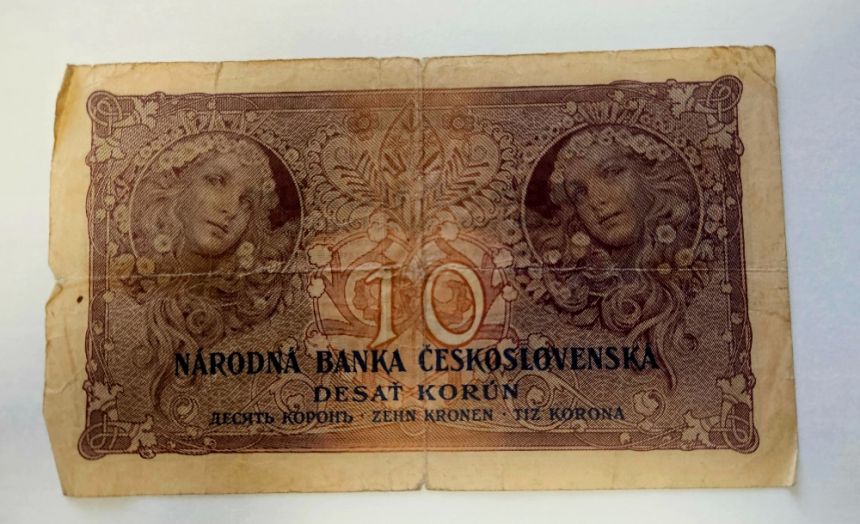 10
NÁRODNÁ BANKA ČESKOSLOVENSKÁ
DESAŤ KORÚN
ДЕСЯТЬ КОРОНЪ · ZEHN KRONEN · TIZ KORONA